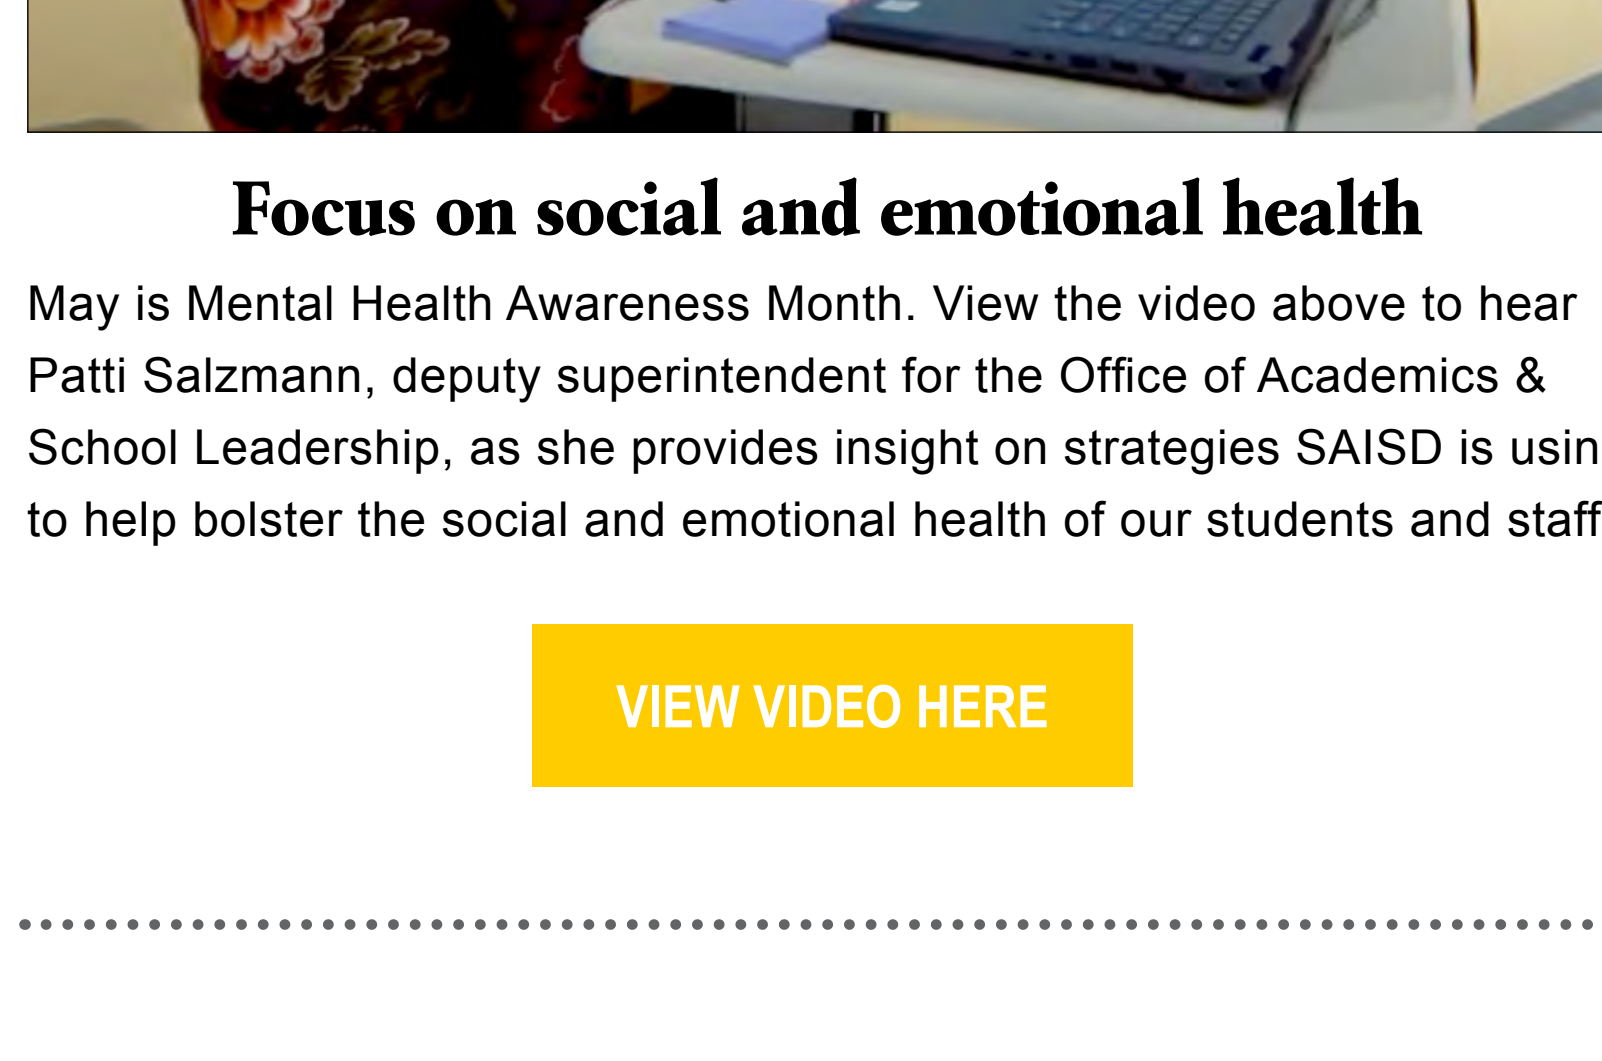 Focus on social and emotional health
May is Mental Health Awareness Month. View the video above to hear
Patti Salzmann, deputy superintendent for the Office of Academics &
School Leadership, as she provides insight on strategies SAISD is usin
to help bolster the social and emotional health of our students and staff
VIEW VIDEO HERE